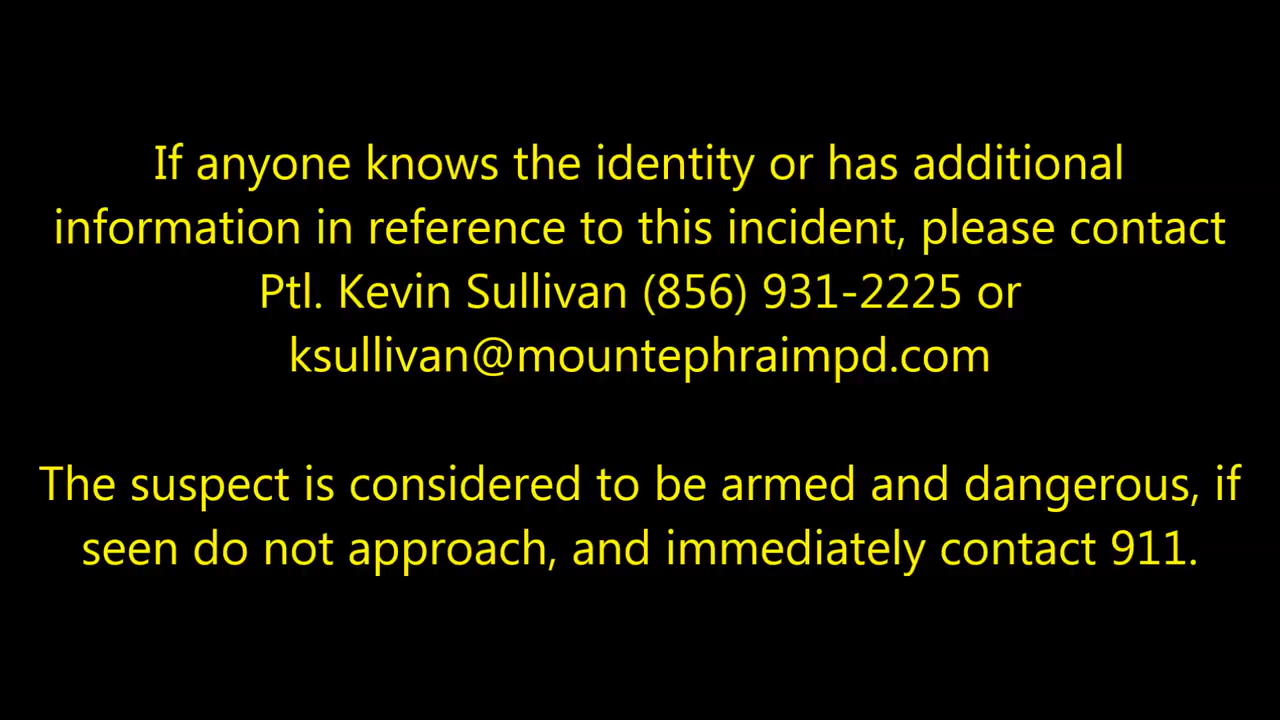 If anyone knows the identity or has additional
information in reference to this incident, please contact
Ptl. Kevin Sullivan (856) 931-2225 or
ksullivan@mountephraimpd.com
The suspect is considered to be armed and dangerous, if
seen do not approach, and immediately contact 911.